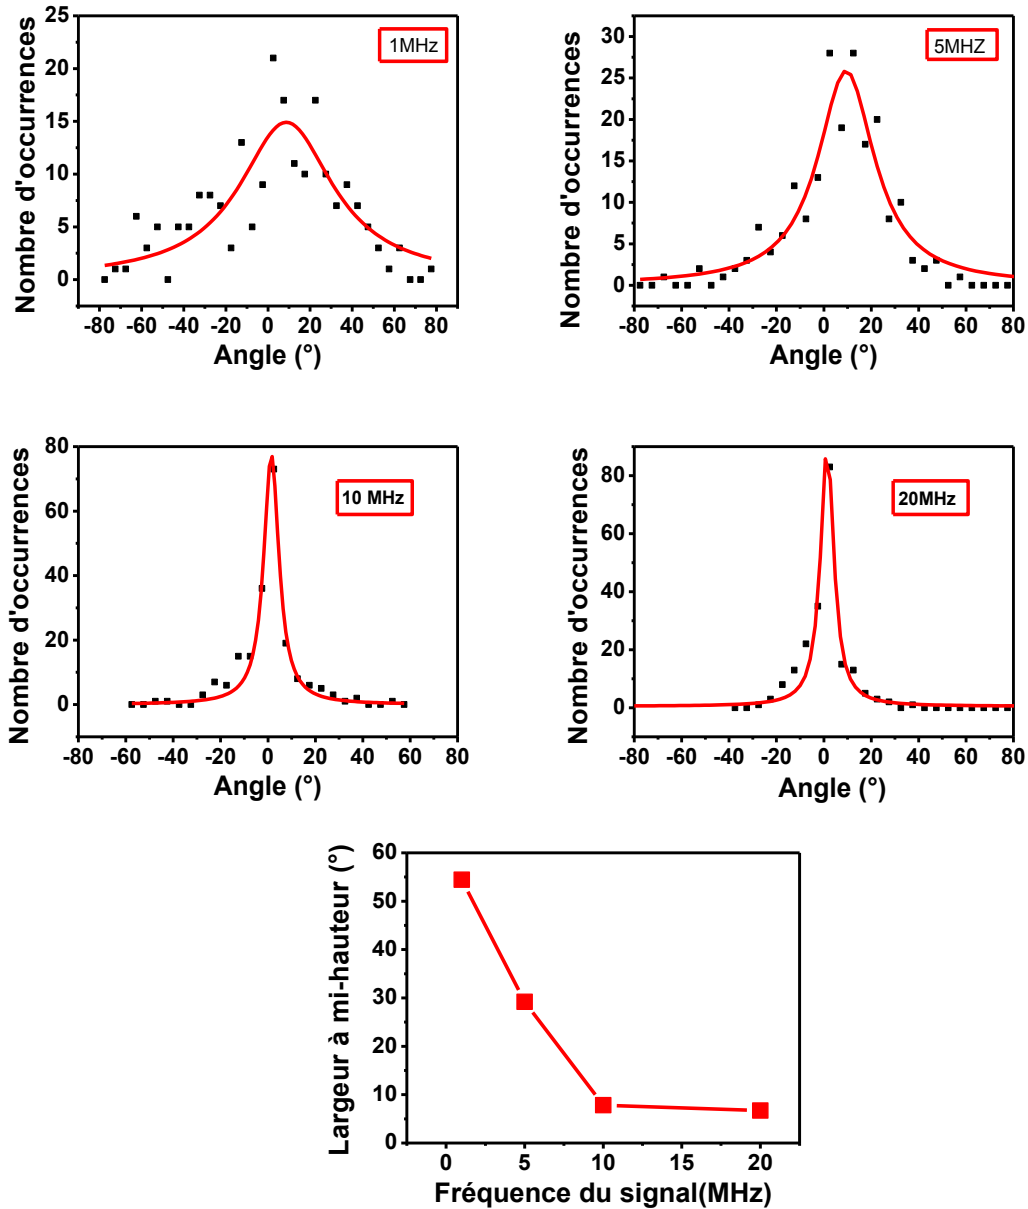 1MHz
25
20
15
10
5
0
Nombre d'occurrences
-80 -60 -40 -20 0 20 40 60 80
Angle (°)
5MHZ
30
25
20
15
10
5
0
Nombre d'occurrences
-80 -60 -40 -20 0 20 40 60 80
Angle (°)
10 MHz
80
60
40
20
0
Nombre d'occurrences
-80 -60 -40 -20 0 20 40 60 80
Angle (°)
20MHz
80
60
40
20
0
Nombre d'occurrences
-80 -60 -40 -20 0 20 40 60 80
Angle (°)
60
50
40
30
20
10
0
Largeur à mi-hauteur (°)
0 5 10 15 20
Fréquence du signal(MHz)